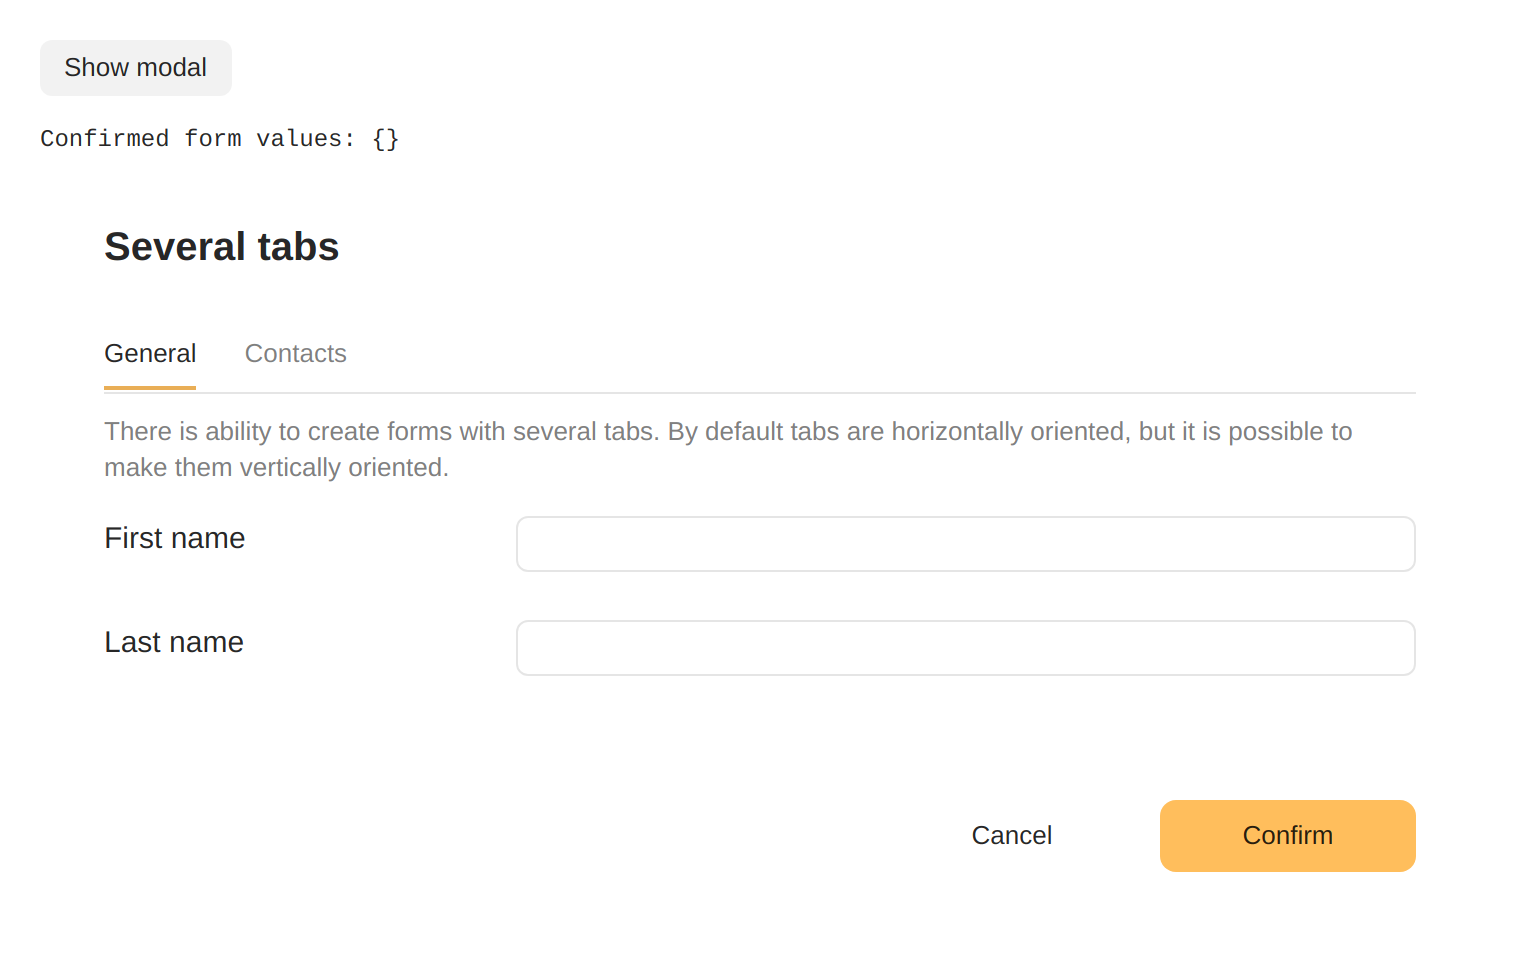 Show modal
Confirmed form values: {}
Several tabs
General Contacts
There is ability to create forms with several tabs. By default tabs are horizontally oriented, but it is possible to
make them vertically oriented.
First name
Last name
Cancel Confirm